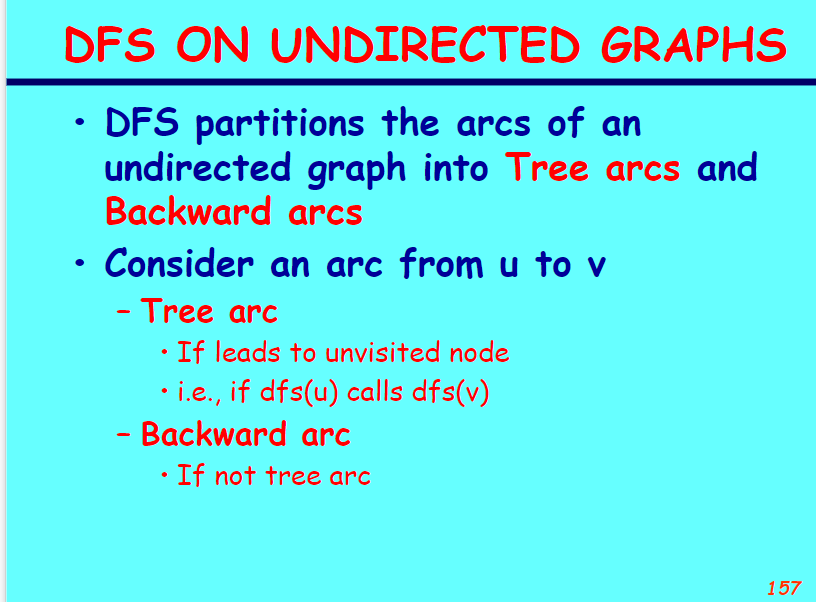 DFS ON UNDIRECTED GRAPHS
• DFS partitions the arcs of an
undirected graph into Tree arcs and
Backward arcs
• Consider an arc from u to v
– Tree arc
• If leads to unvisited node
• i.e., if dfs(u) calls dfs(v)
– Backward arc
• If not tree arc
157